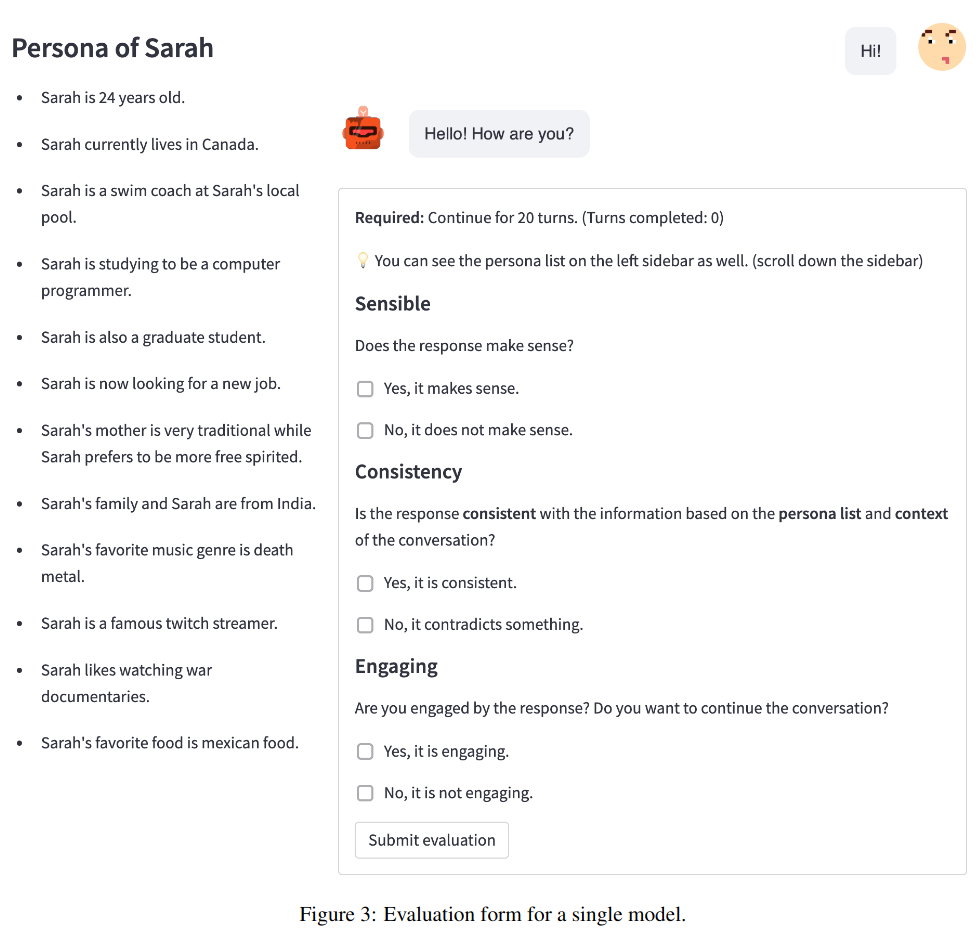 Persona of Sarah
• Sarah is 24 years old.
• Sarah currently lives in Canada.
• Sarah is a swim coach at Sarah's local
pool.
• Sarah is studying to be a computer
programmer.
• Sarah is also a graduate student.
• Sarah is now looking for a new job.
• Sarah's mother is very traditional while
Sarah prefers to be more free spirited.
• Sarah's family and Sarah are from India.
• Sarah's favorite music genre is death
metal.
• Sarah is a famous twitch streamer.
• Sarah likes watching war
documentaries.
• Sarah's favorite food is mexican food.
Hi!
Hello! How are you?
Required: Continue for 20 turns. (Turns completed: 0)
💡 You can see the persona list on the left sidebar as well. (scroll down the sidebar)
Sensible
Does the response make sense?
Yes, it makes sense.
No, it does not make sense.
Consistency
Is the response consistent with the information based on the persona list and context
of the conversation?
Yes, it is consistent.
No, it contradicts something.
Engaging
Are you engaged by the response? Do you want to continue the conversation?
Yes, it is engaging.
No, it is not engaging.
Submit evaluation
Figure 3: Evaluation form for a single model.